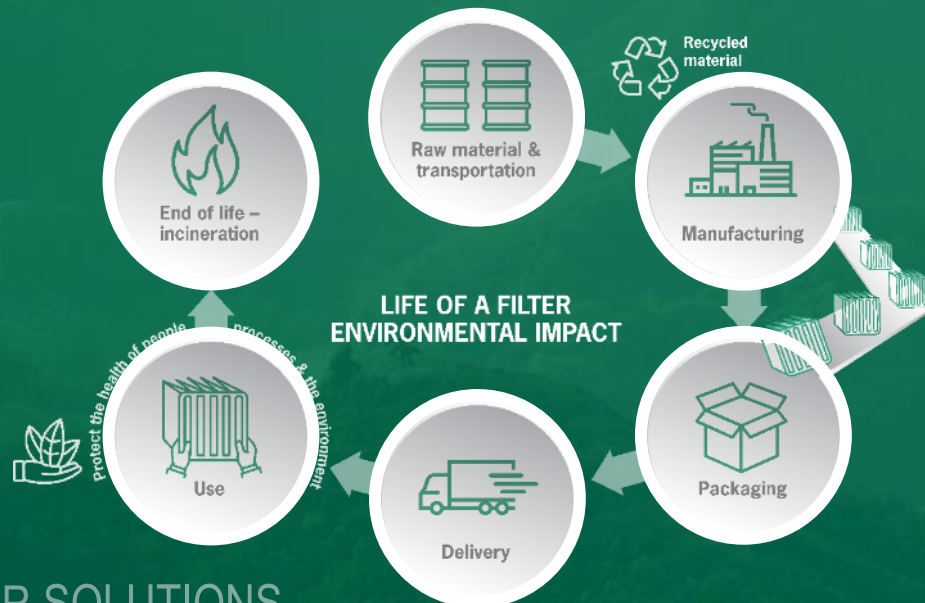 Recycled
material
Raw material &
transportation
Manufacturing
End of life –
incineration
LIFE OF A FILTER
ENVIRONMENTAL IMPACT
Protect the health of people processes & the environment
Use
Packaging
Delivery
R SOLUTIONS